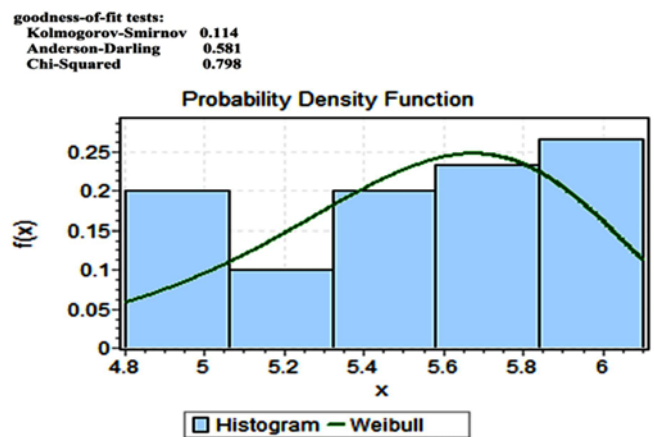 goodness-of-fit tests:
Kolmogorov-Smirnov 0.114
Anderson-Darling 0.581
Chi-Squared 0.798
Probability Density Function
f(x)
0.25
0.2
0.15
0.1
0.05
0
4.8 5 5.2 5.4 5.6 5.8 6
x
Histogram Weibull